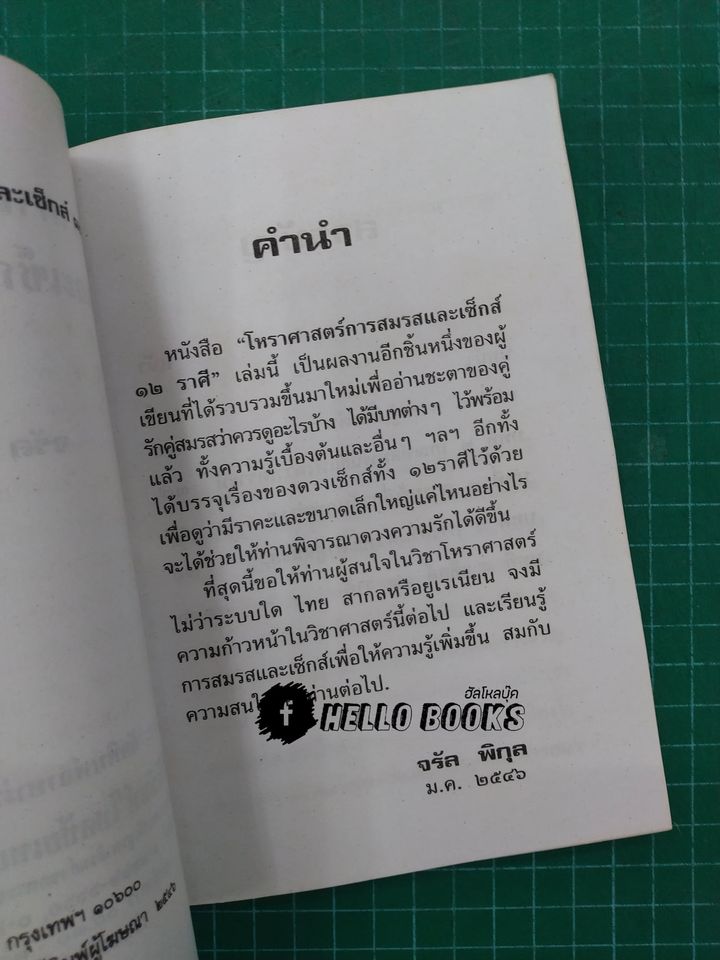 คำนำ
หนังสือ "โหราศาสตร์การสมรสและเซ็กส์
๑๒ ราศี" เล่มนี้ เป็นผลงานอีกชิ้นหนึ่งของผู้
เขียนที่ได้รวบรวมขึ้นมาใหม่เพื่ออ่านชะตาของคู่
รักคู่สมรสว่าควรดูอะไรบ้าง ได้มีบทต่างๆ ไว้พร้อม
แล้ว ทั้งความรู้เบื้องต้นและอื่นๆ ฯลฯ อีกทั้ง
ได้บรรจุเรื่องของดวงเซ็กส์ทั้ง ๑๒ราศีไว้ด้วย
เพื่อดูว่ามีราคะและขนาดเล็กใหญ่แค่ไหนอย่างไร
จะได้ช่วยให้ท่านพิจารณาดวงความรักได้ดีขึ้น
ที่สุดนี้ขอให้ท่านผู้สนใจในวิชาโหราศาสตร์
ไม่ว่าระบบใด ไทย สากลหรือยูเรเนียน จงมี
ความก้าวหน้าในวิชาศาสตร์นี้ต่อไป และเรียนรู้
การสมรสและเซ็กส์เพื่อให้ความรู้เพิ่มขึ้น สมกับ
ความสนใ ่านต่อไป.
ฮัลโหลบุ๊ค
f HELLO BOOKS
จรัล พิกุล
ม.ค. ๒๕๔๖
ละเซ็กส์
กรุงเทพฯ ๑๐๖๐๐
พ์ผู้โฆษณา ๒๕๔๖